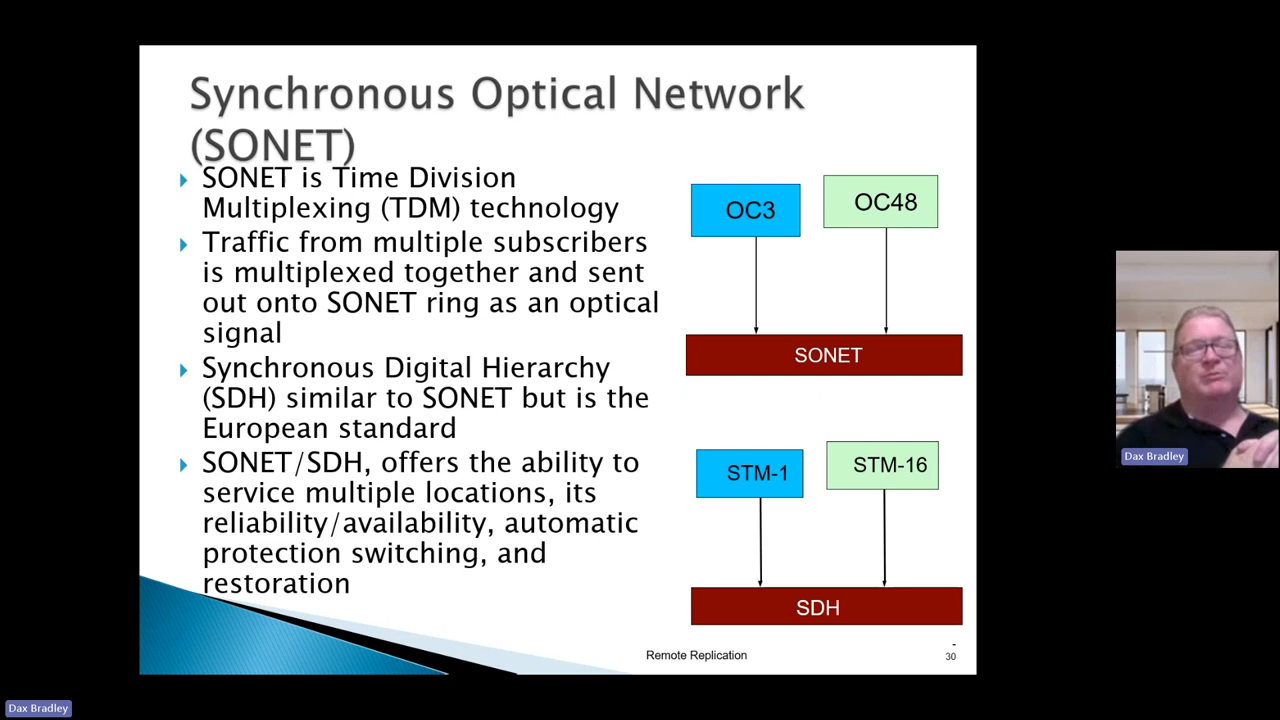 Synchronous Optical Network
(SONET)
SONET is Time Division
Multiplexing (TDM) technology
Traffic from multiple subscribers
is multiplexed together and sent
out onto SONET ring as an optical
signal
Synchronous Digital Hierarchy
(SDH) similar to SONET but is the
European standard
SONET/SDH, offers the ability to
service multiple locations, its
reliability/availability, automatic
protection switching, and
restoration
OC3
OC48
SONET
STM-1
STM-16
SDH
Remote Replication
-
30
Dax Bradley
Dax Bradley